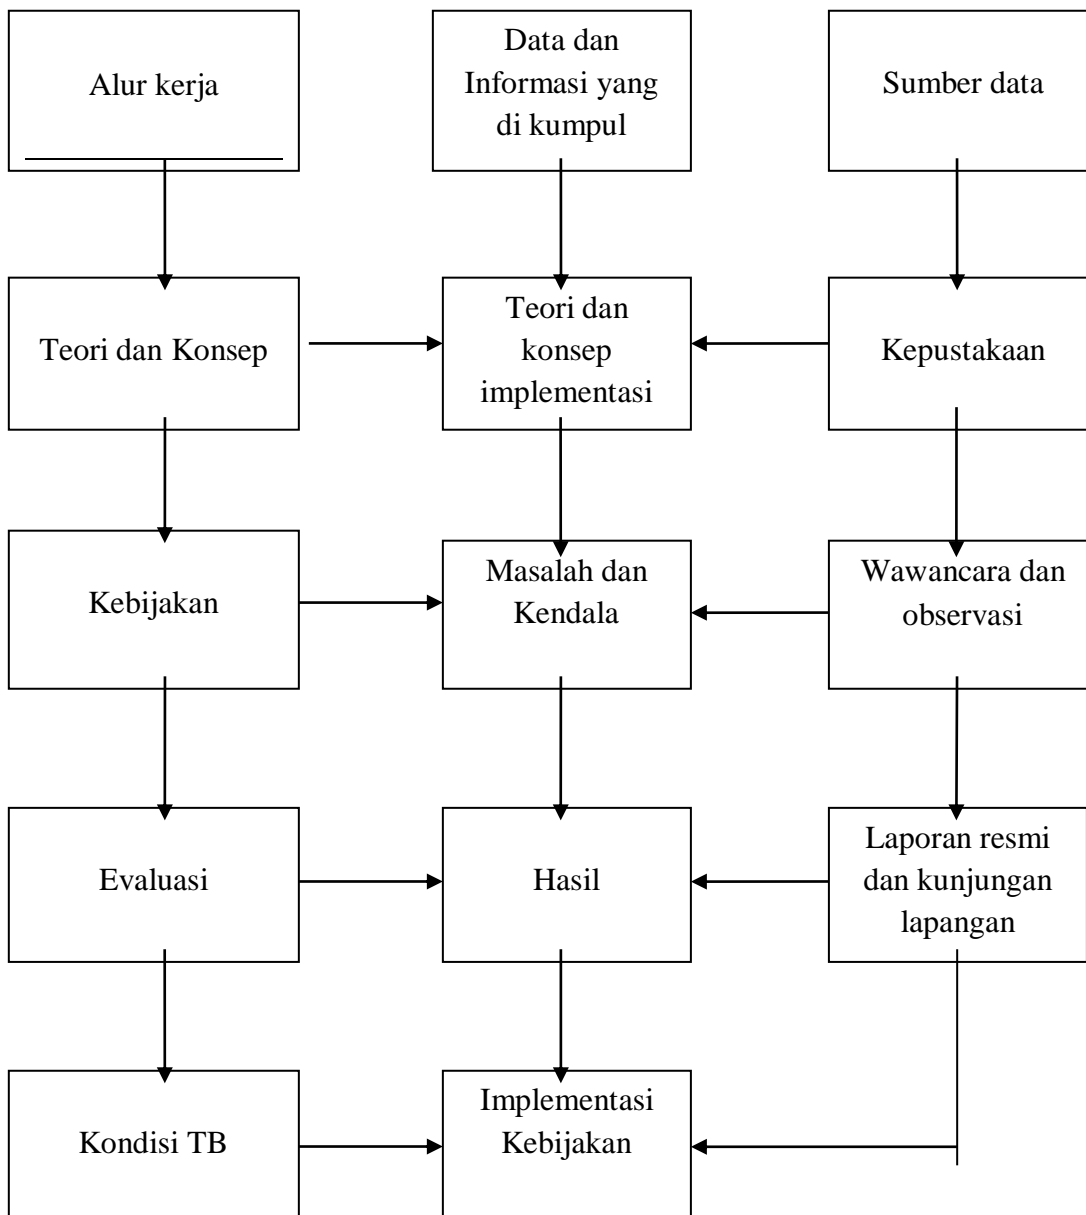 Alur kerja
Data dan
Informasi yang
di kumpul
Sumber data
Teori dan Konsep
Teori dan
konsep
implementasi
Kepustakaan
Kebijakan
Masalah dan
Kendala
Wawancara dan
observasi
Evaluasi
Hasil
Laporan resmi
dan kunjungan
lapangan
Kondisi TB
Implementasi
Kebijakan